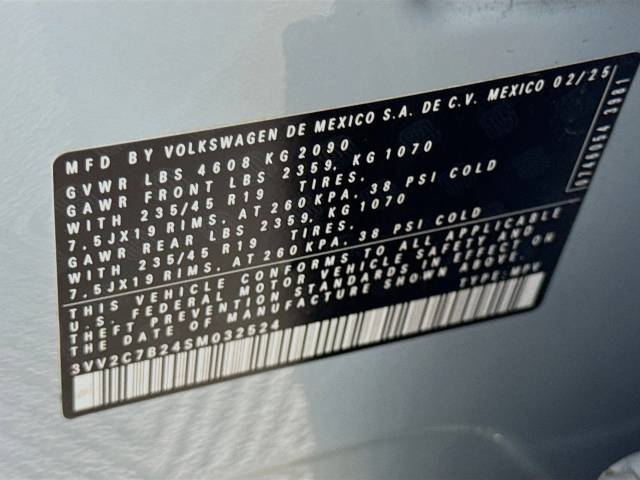 MFD BY VOLKSWAGEN DE MEXICO S.A. DE C.V. MEXICO 02/25
GVWR LBS 4608 KG 2090
GAWR FRONT LBS 2359, KG 1070
WITH 235/45 R19 TIRES,
7.5JX19 RIMS, AT 260 KPA, 38 PSI COLD
GAWR REAR LBS 2359, KG 1070
WITH 235/45 R19 TIRES,
7.5JX19 RIMS, AT 260 KPA, 38 PSI COLD
THIS VEHICLE CONFORMS TO ALL APPLICABLE
U.S. FEDERAL MOTOR VEHICLE SAFETY AND
THEFT PREVENTION STANDARDS IN EFFECT ON
THE DATE OF MANUFACTURE SHOWN ABOVE.
3VV2C7B24SM032524 TYPE: MPV